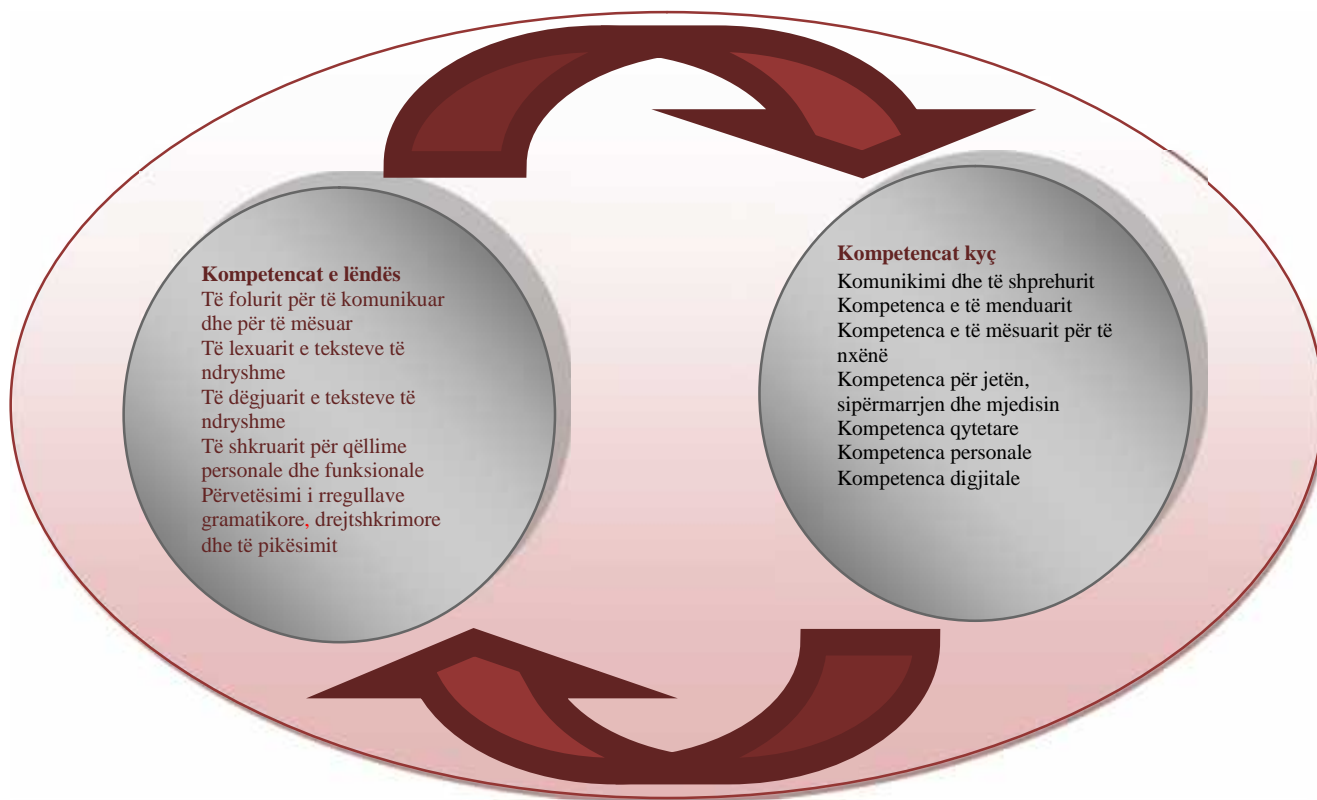 Kompetencat e lëndës
Të folurit për të komunikuar
dhe për të mësuar
Të lexuarit e teksteve të
ndryshme
Të dëgjuarit e teksteve të
ndryshme
Të shkruarit për qëllime
personale dhe funksionale
Përvetësimi i rregullave
gramatikore, drejtshkrimore
dhe të pikësimit
Kompetencat kyç
Komunikimi dhe të shprehurit
Kompetenca e të menduarit
Kompetenca e të mësuarit për të
nxënë
Kompetenca për jetën,
sipërmarrjen dhe mjedisin
Kompetenca qytetare
Kompetenca personale
Kompetenca digjitale